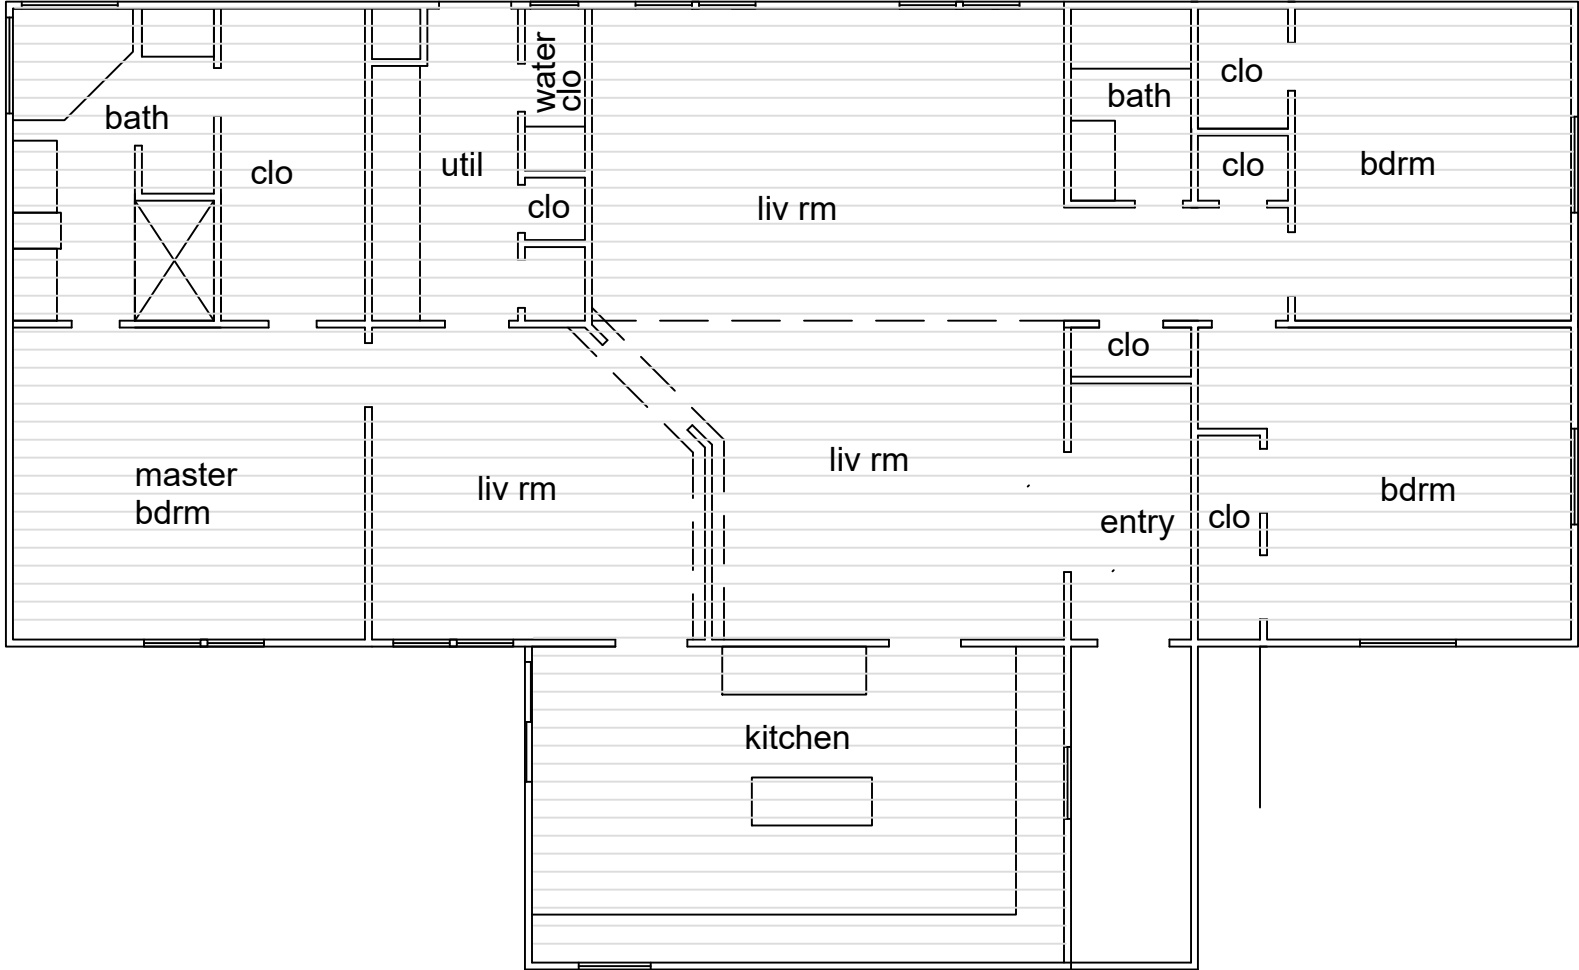 water
clo
clo
bath
bath
util
clo
clo
bdrm
clo
liv rm
clo
liv rm
master
bdrm
liv rm
bdrm
entry
clo
kitchen